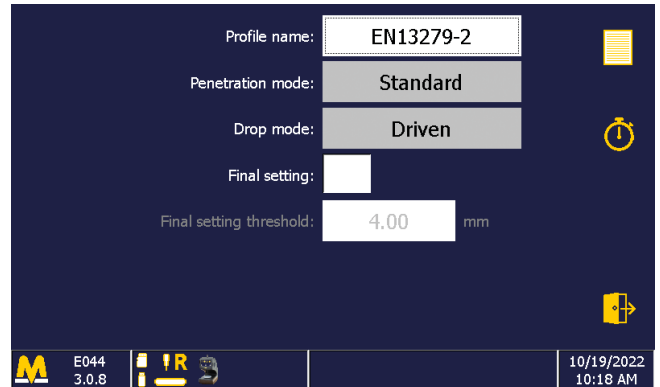 Profile name: EN13279-2
Penetration mode: Standard
Drop mode: Driven
Final setting:
Final setting threshold: 4.00 mm
E044
3.0.8
R
10/19/2022
10:18 AM